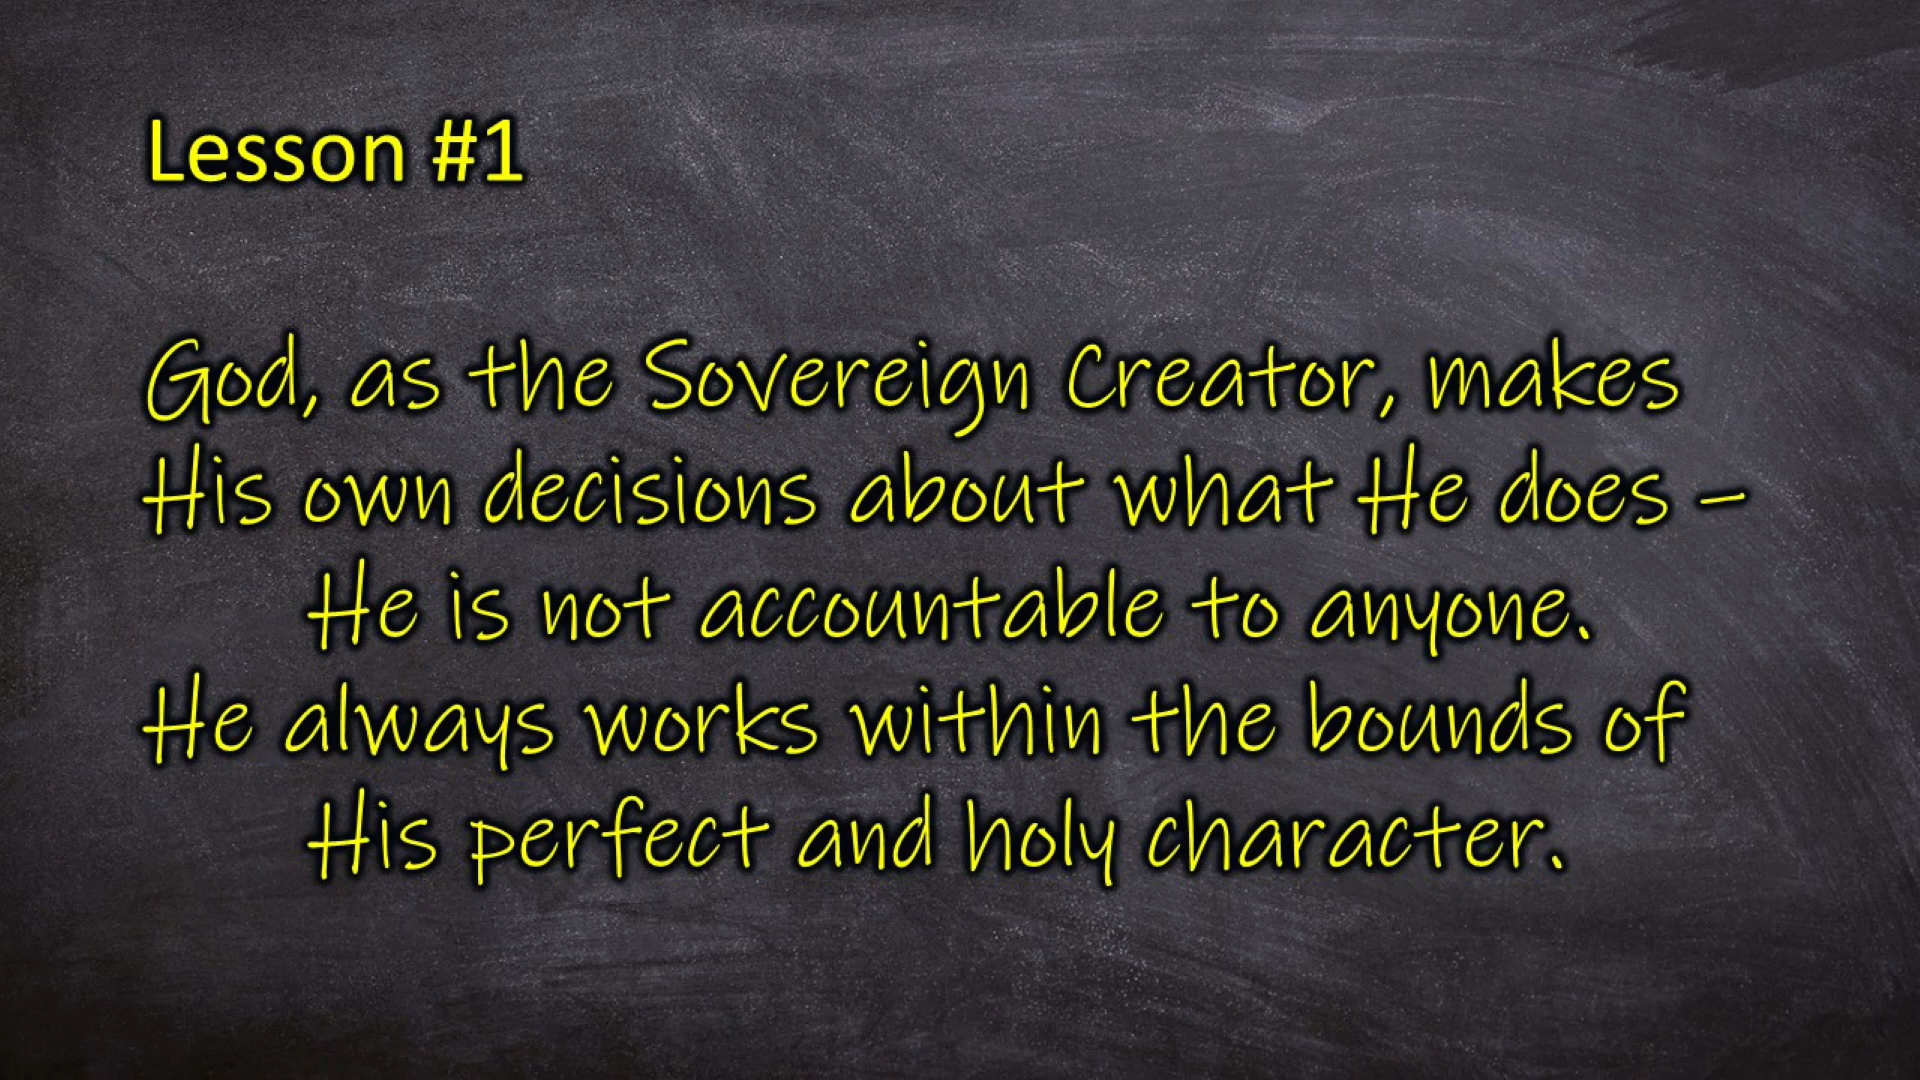 Lesson #1
God, as the Sovereign Creator, makes
His own decisions about what He does –
He is not accountable to anyone.
He always works within the bounds of
His perfect and holy character.